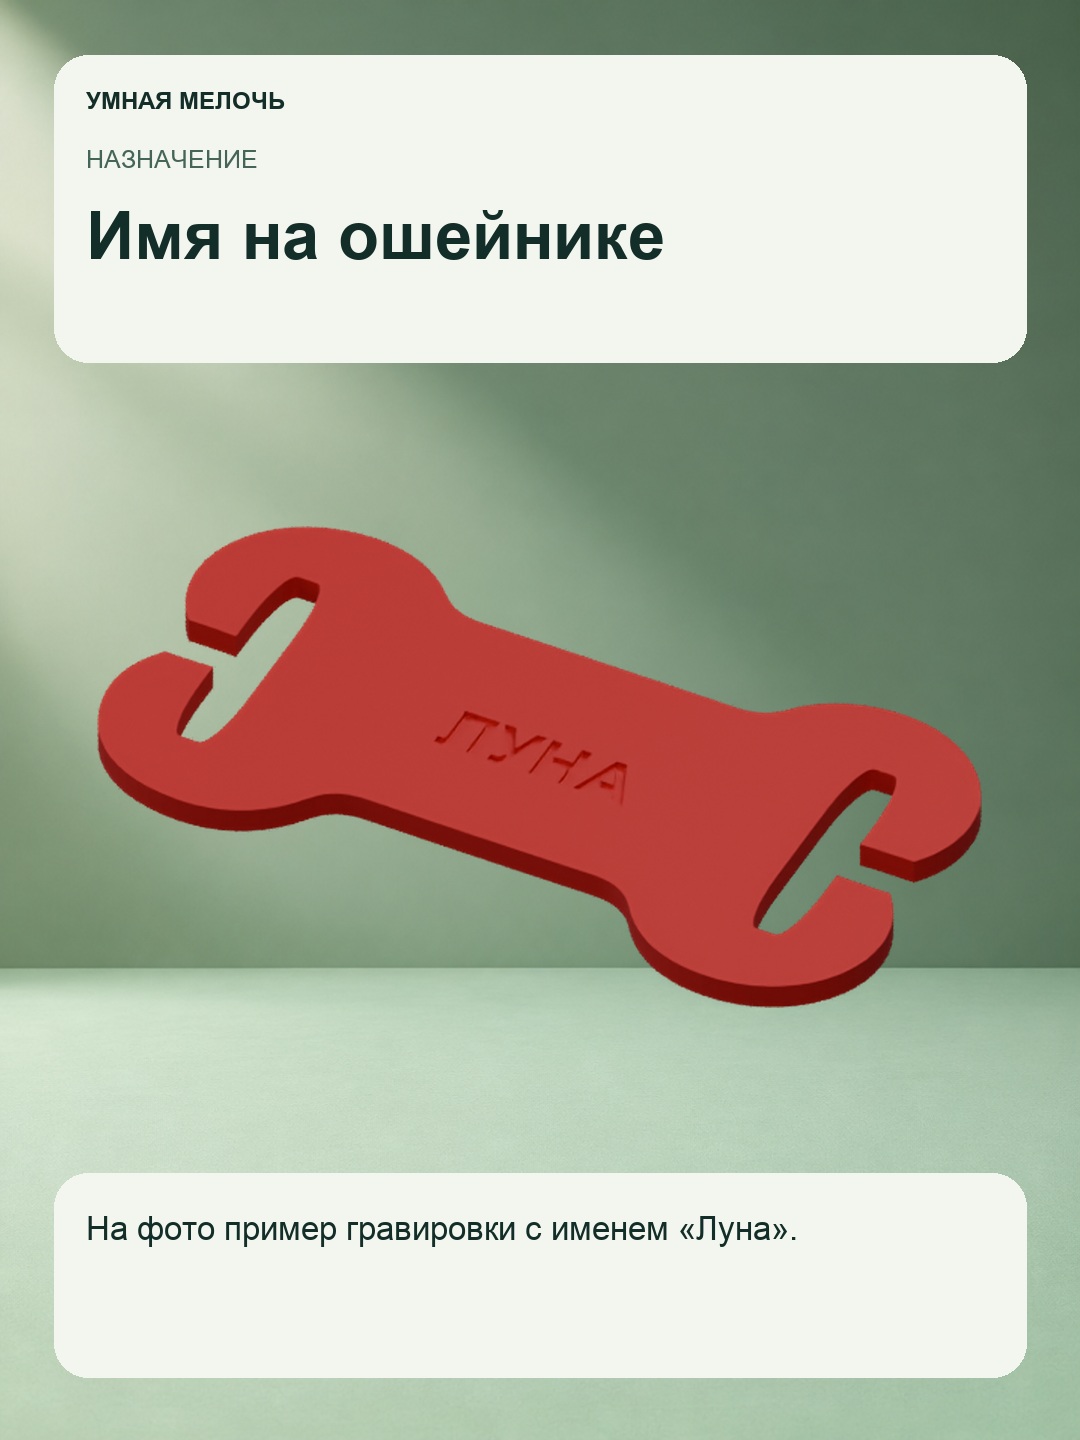 УМНАЯ МЕЛОЧЬ
НАЗНАЧЕНИЕ
Имя на ошейнике
ЛУНА
На фото пример гравировки с именем «Луна».